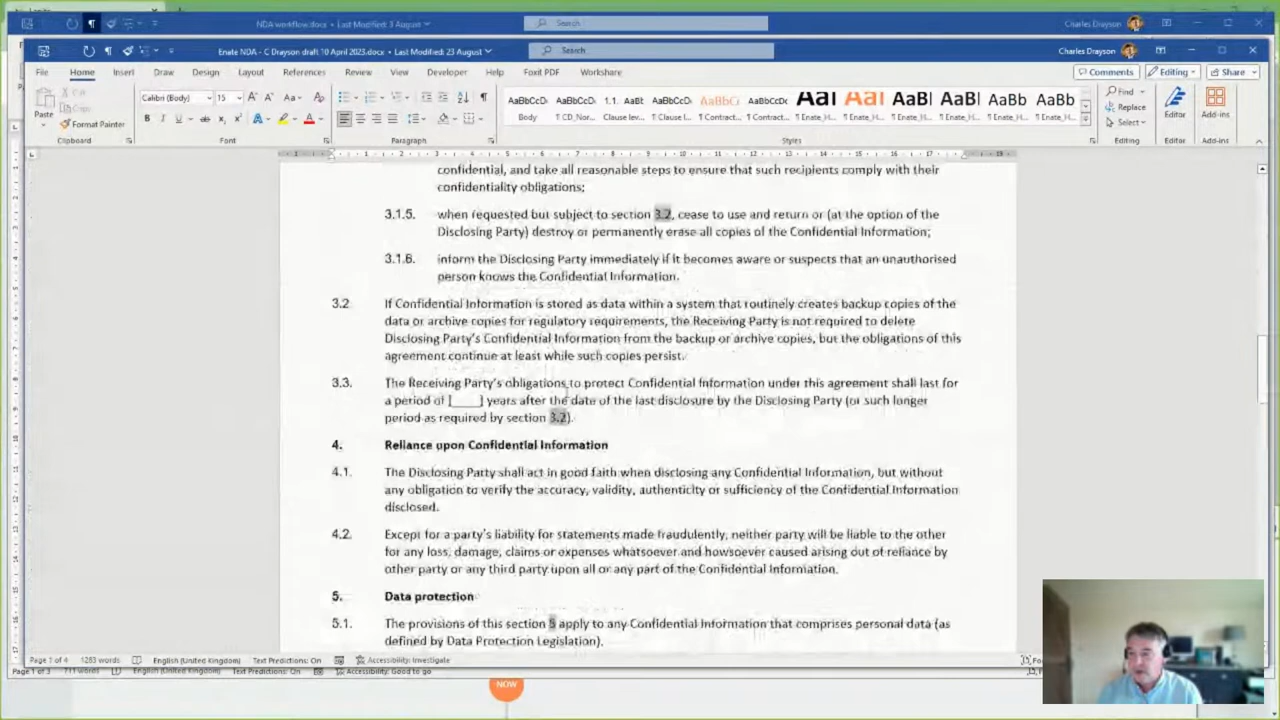 NDA workflow.docx • Last Modified: 3 August
Search
Charles Drayson
Enate NDA - C Drayson draft 10 April 2023.docx • Last Modified: 23 August
Search
Charles Drayson
File Home Insert Draw Design Layout References Review View Developer Help Foxit PDF Workshare
Comments Editing Share
Paste
Cut
Copy
Format Painter
Calibri (Body) 15
AaBbCcDc AaBbCcDc AaBbCcDc 1.1. AaBb AaBbCcDc AaBbCc AaBbCcDc AaBb AaBb AaBb
Body ¶ CD_Nor... Clause lev... ¶ Contract... ¶ Contract... ¶ Contract... ¶ Contract... ¶ Enate_H... ¶ Enate_H... ¶ Enate_H... ¶ Enate_H... ¶ Enate_H...
Find
Replace
Select
Editor
Add-ins
Clipboard Font Paragraph Styles Editing Editor Add-ins
confidential, and take all reasonable steps to ensure that such recipients comply with their
confidentiality obligations;
3.1.5. when requested but subject to section 3.2, cease to use and return or (at the option of the
Disclosing Party) destroy or permanently erase all copies of the Confidential Information;
3.1.6. inform the Disclosing Party immediately if it becomes aware or suspects that an unauthorised
person knows the Confidential Information.
3.2 If Confidential Information is stored as data within a system that routinely creates backup copies of the
data or archive copies for regulatory requirements, the Receiving Party is not required to delete
Disclosing Party's Confidential Information from the backup or archive copies, but the obligations of this
agreement continue at least while such copies persist.
3.3. The Receiving Party's obligations to protect Confidential Information under this agreement shall last for
a period of [____] years after the date of the last disclosure by the Disclosing Party (or such longer
period as required by section 3.2).
4. Reliance upon Confidential Information
4.1. The Disclosing Party shall act in good faith when disclosing any Confidential Information, but without
any obligation to verify the accuracy, validity, authenticity or sufficiency of the Confidential Information
disclosed.
4.2. Except for a party's liability for statements made fraudulently, neither party will be liable to the other
for any loss, damage, claims or expenses whatsoever and howsoever caused arising out of reliance by
other party or any third party upon all or any part of the Confidential Information.
5. Data protection
5.1. The provisions of this section 5 apply to any Confidential Information that comprises personal data (as
defined by Data Protection Legislation).
Page 1 of 4 1283 words English (United Kingdom) Text Predictions: On Accessibility: Investigate
Page 1 of 3 711 words English (United Kingdom) Text Predictions: On Accessibility: Good to go
NOW